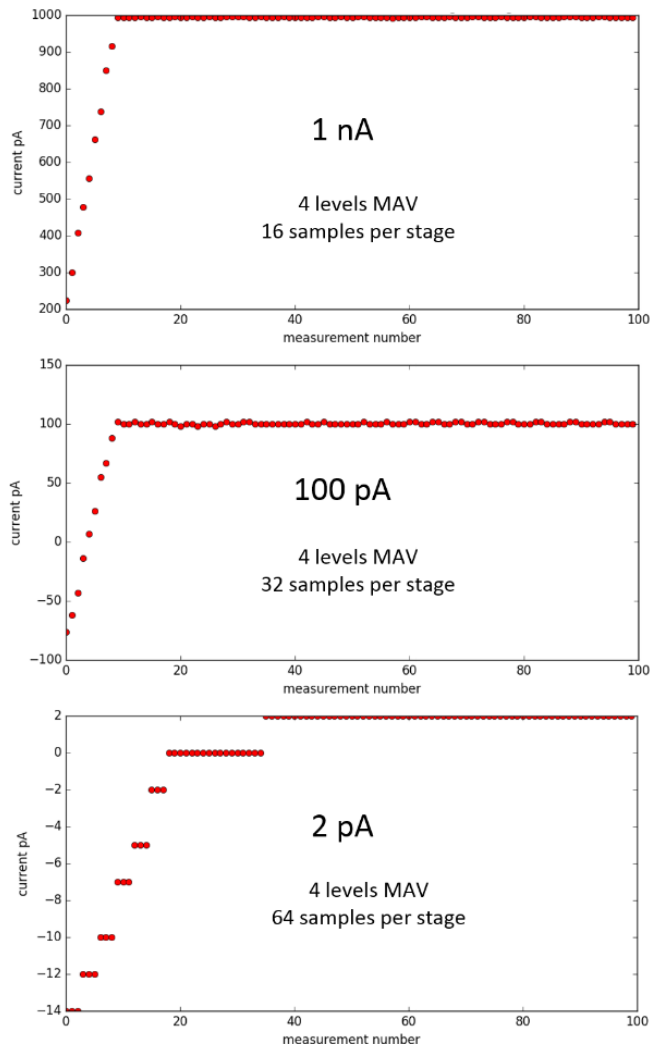 1000
900
800
700
600
500
400
300
200
current pA
1 nA
4 levels MAV
16 samples per stage
0 20 40 60 80 100
measurement number
150
100
50
0
−50
−100
current pA
100 pA
4 levels MAV
32 samples per stage
0 20 40 60 80 100
measurement number
2
0
−2
−4
−6
−8
−10
−12
−14
current pA
2 pA
4 levels MAV
64 samples per stage
0 20 40 60 80 100
measurement number